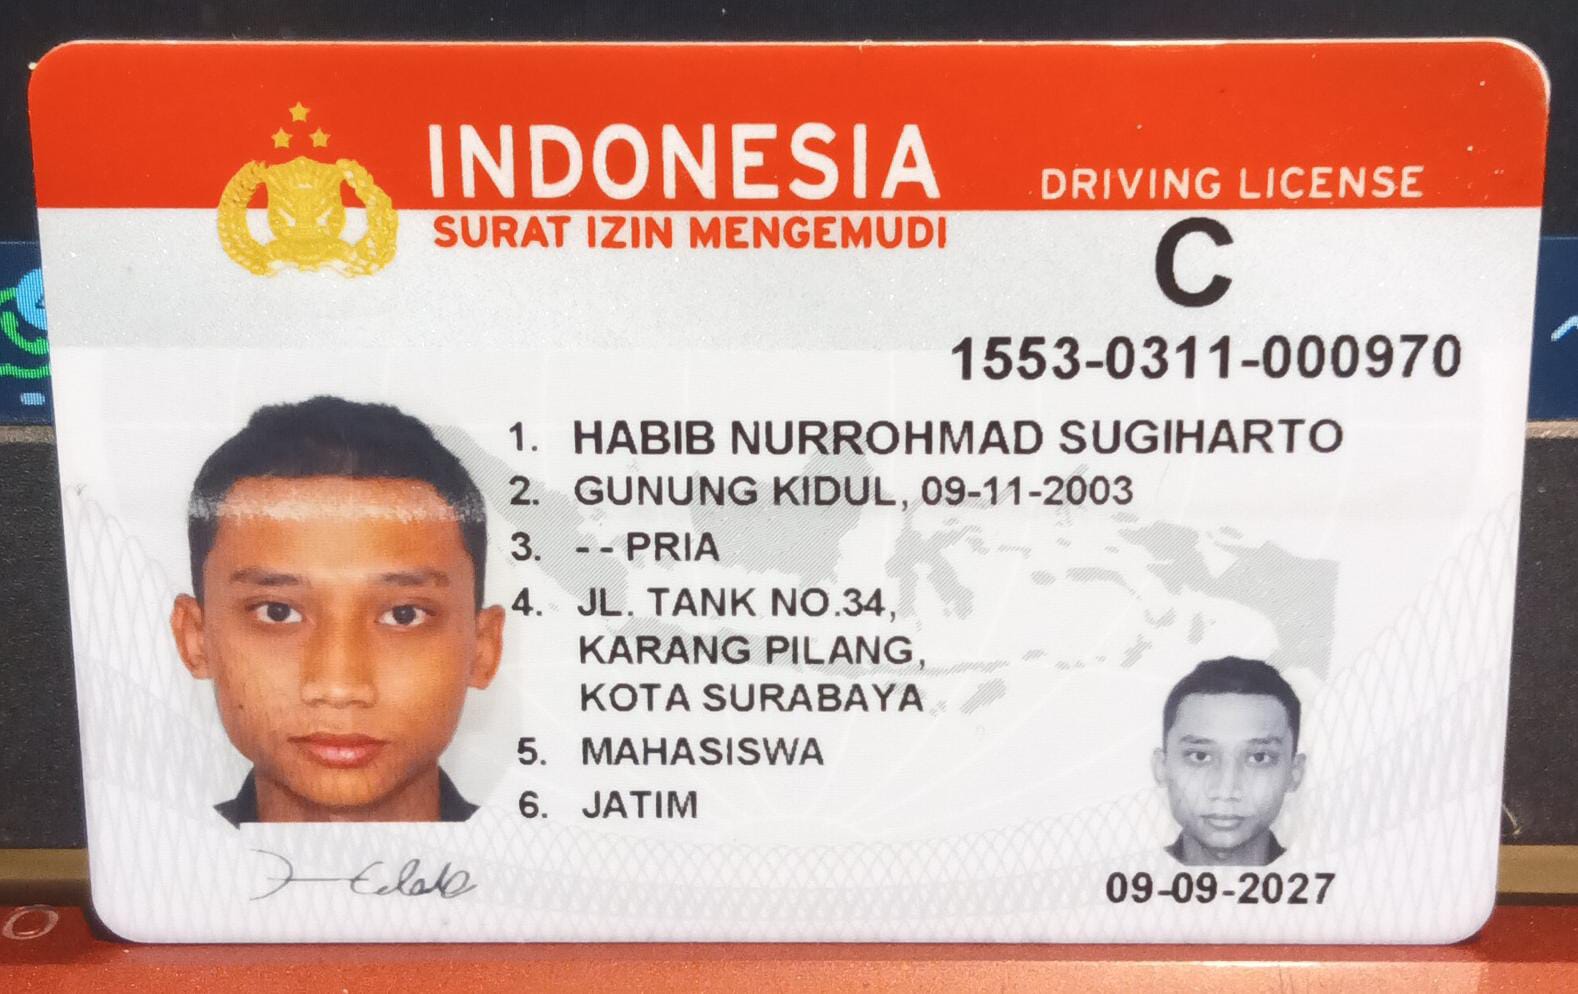 INDONESIA
DRIVING LICENSE
SURAT IZIN MENGEMUDI
C
1553-0311-000970
1. HABIB NURROHMAD SUGIHARTO
2. GUNUNG KIDUL, 09-11-2003
3. -- PRIA
4. JL. TANK NO.34,
KARANG PILANG,
KOTA SURABAYA
5. MAHASISWA
6. JATIM
09-09-2027